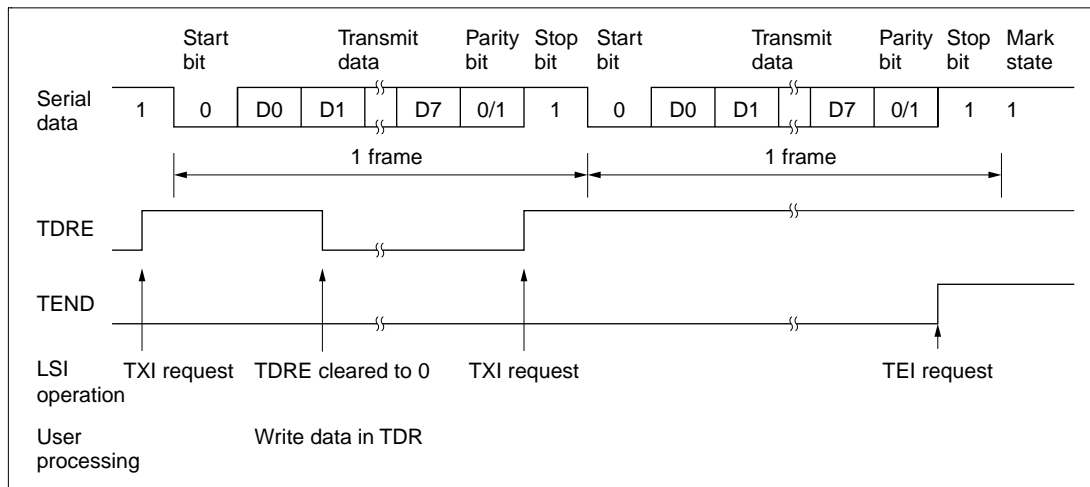 Start bit Transmit data Parity bit Stop bit Start bit Transmit data Parity bit Stop bit Mark state
Serial data 1 0 D0 D1 D7 0/1 1 0 D0 D1 D7 0/1 1 1
1 frame 1 frame
TDRE
TEND
LSI operation TXI request TDRE cleared to 0 TXI request TEI request
User processing Write data in TDR